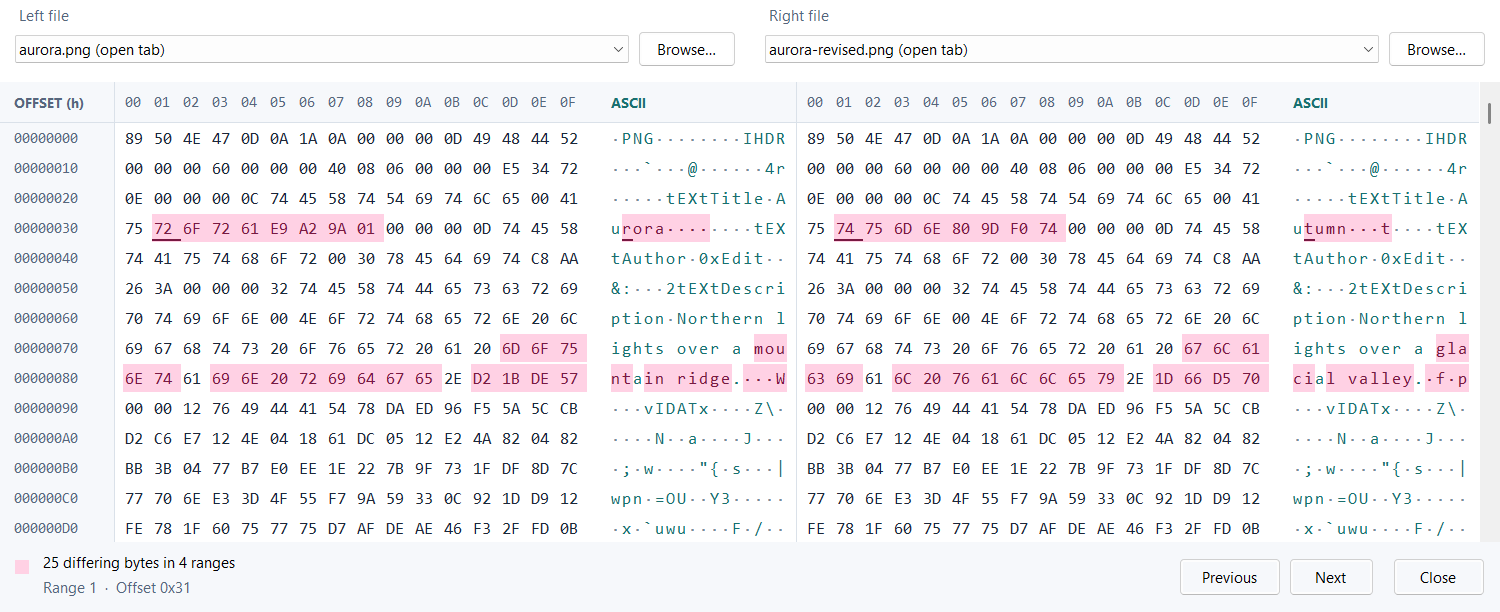 Left file
Right file
aurora.png (open tab)
Browse...
aurora-revised.png (open tab)
Browse...
OFFSET (h) 00 01 02 03 04 05 06 07 08 09 0A 0B 0C 0D 0E 0F ASCII 00 01 02 03 04 05 06 07 08 09 0A 0B 0C 0D 0E 0F ASCII
00000000 89 50 4E 47 0D 0A 1A 0A 00 00 00 0D 49 48 44 52 ·PNG········IHDR 89 50 4E 47 0D 0A 1A 0A 00 00 00 0D 49 48 44 52 ·PNG········IHDR
00000010 00 00 00 60 00 00 00 40 08 06 00 00 00 E5 34 72 ···`···@······4r 00 00 00 60 00 00 00 40 08 06 00 00 00 E5 34 72 ···`···@······4r
00000020 0E 00 00 00 0C 74 45 58 74 54 69 74 6C 65 00 41 ·····tEXtTitle·A 0E 00 00 00 0C 74 45 58 74 54 69 74 6C 65 00 41 ·····tEXtTitle·A
00000030 75 72 6F 72 61 E9 A2 9A 01 00 00 00 0D 74 45 58 urora········tEX 75 74 75 6D 6E 80 9D F0 74 00 00 00 0D 74 45 58 utumn···t····tEX
00000040 74 41 75 74 68 6F 72 00 30 78 45 64 69 74 C8 AA tAuthor·0xEdit·· 74 41 75 74 68 6F 72 00 30 78 45 64 69 74 C8 AA tAuthor·0xEdit··
00000050 26 3A 00 00 00 32 74 45 58 74 44 65 73 63 72 69 &:···2tEXtDescri 26 3A 00 00 00 32 74 45 58 74 44 65 73 63 72 69 &:···2tEXtDescri
00000060 70 74 69 6F 6E 00 4E 6F 72 74 68 65 72 6E 20 6C ption·Northern l 70 74 69 6F 6E 00 4E 6F 72 74 68 65 72 6E 20 6C ption·Northern l
00000070 69 67 68 74 73 20 6F 76 65 72 20 61 20 6D 6F 75 ights over a mou 69 67 68 74 73 20 6F 76 65 72 20 61 20 67 6C 61 ights over a gla
00000080 6E 74 61 69 6E 20 72 69 64 67 65 2E D2 1B DE 57 ntain ridge.···W 63 69 61 6C 20 76 61 6C 6C 65 79 2E 1D 66 D5 70 cial valley.·f·p
00000090 00 00 12 76 49 44 41 54 78 DA ED 96 F5 5A 5C CB ···vIDATx····Z\· 00 00 12 76 49 44 41 54 78 DA ED 96 F5 5A 5C CB ···vIDATx····Z\·
000000A0 D2 C6 E7 12 4E 04 18 61 DC 05 12 E2 4A 82 04 82 ····N··a····J··· D2 C6 E7 12 4E 04 18 61 DC 05 12 E2 4A 82 04 82 ····N··a····J···
000000B0 BB 3B 04 77 B7 E0 EE 1E 22 7B 9F 73 1F DF 8D 7C ·;·w····"{·s···| BB 3B 04 77 B7 E0 EE 1E 22 7B 9F 73 1F DF 8D 7C ·;·w····"{·s···|
000000C0 77 70 6E E3 3D 4F 55 F7 9A 59 33 0C 92 1D D9 12 wpn·=OU··Y3····· 77 70 6E E3 3D 4F 55 F7 9A 59 33 0C 92 1D D9 12 wpn·=OU··Y3·····
000000D0 FE 78 1F 60 75 77 75 D7 AF DE AE 46 F3 2F FD 0B ·x·`uwu····F·/·· FE 78 1F 60 75 77 75 D7 AF DE AE 46 F3 2F FD 0B ·x·`uwu····F·/··
25 differing bytes in 4 ranges
Range 1 · Offset 0x31
Previous
Next
Close